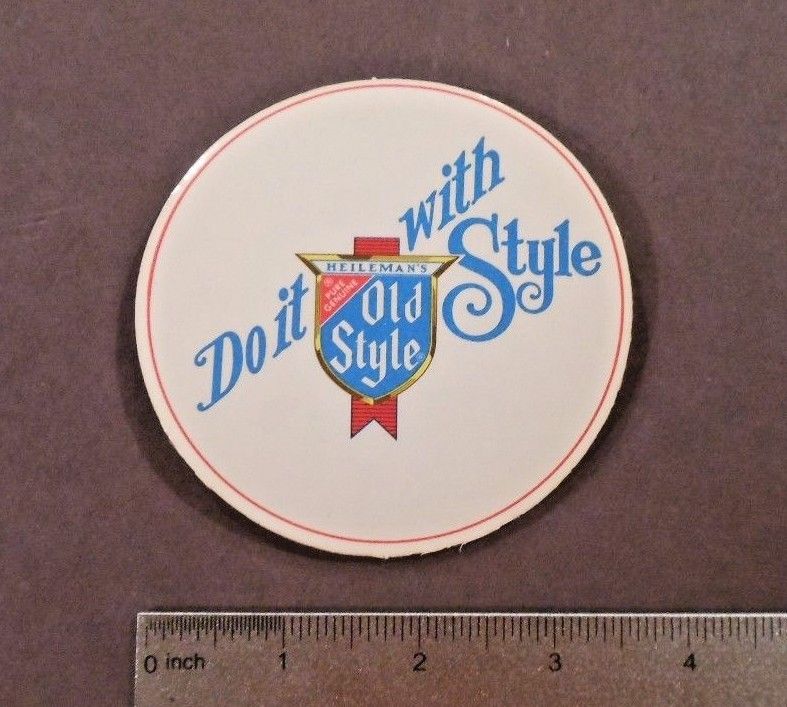 Do it with Style
HEILEMAN'S
® PURE
GENUINE
Old
Style®
0 inch 1 2 3 4